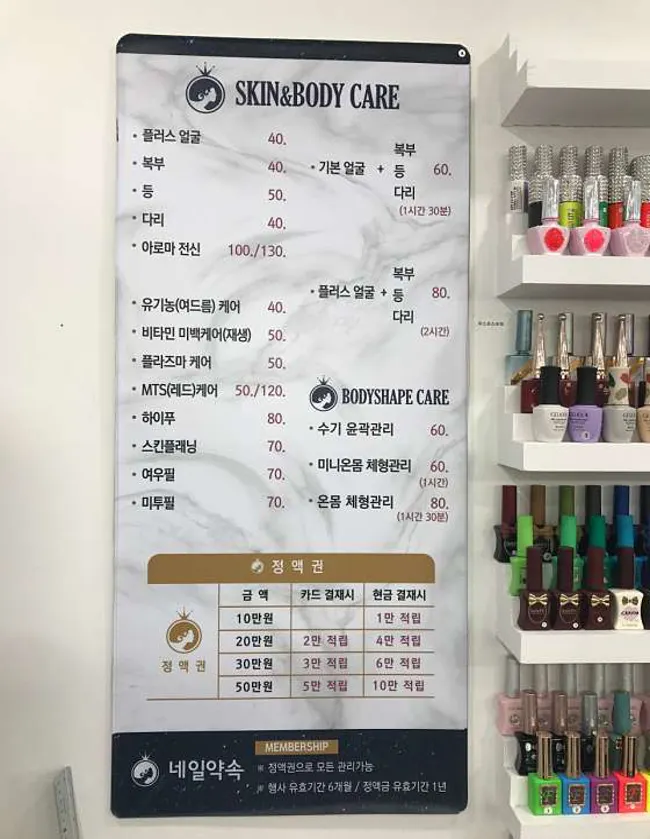 SKIN&BODY CARE
• 플러스 얼굴 40.
• 복부 40.
• 등 50.
• 다리 40.
• 아로마 전신 100./130.
• 유기농(여드름) 케어 40.
• 비타민 미백케어(재생) 50.
• 플라즈마 케어 50.
• MTS(레드)케어 50./120.
• 하이푸 80.
• 스킨플래닝 70.
• 여우필 70.
• 미투필 70.
복부
• 기본 얼굴 + 등 60.
다리
(1시간 30분)
복부
• 플러스 얼굴 + 등 80.
다리
(2시간)
BODYSHAPE CARE
• 수기 윤곽관리 60.
• 미니온몸 체형관리 60.
(1시간)
• 온몸 체형관리 80.
(1시간 30분)
정액권
금 액 카드 결재시 현금 결재시
10만원 1만 적립
20만원 2만 적립 4만 적립
30만원 3만 적립 6만 적립
50만원 5만 적립 10만 적립
정액권
네일약속
MEMBERSHIP
※ 정액권으로 모든 관리가능
※ 행사 유효기간 6개월 / 정액금 유효기간 1년